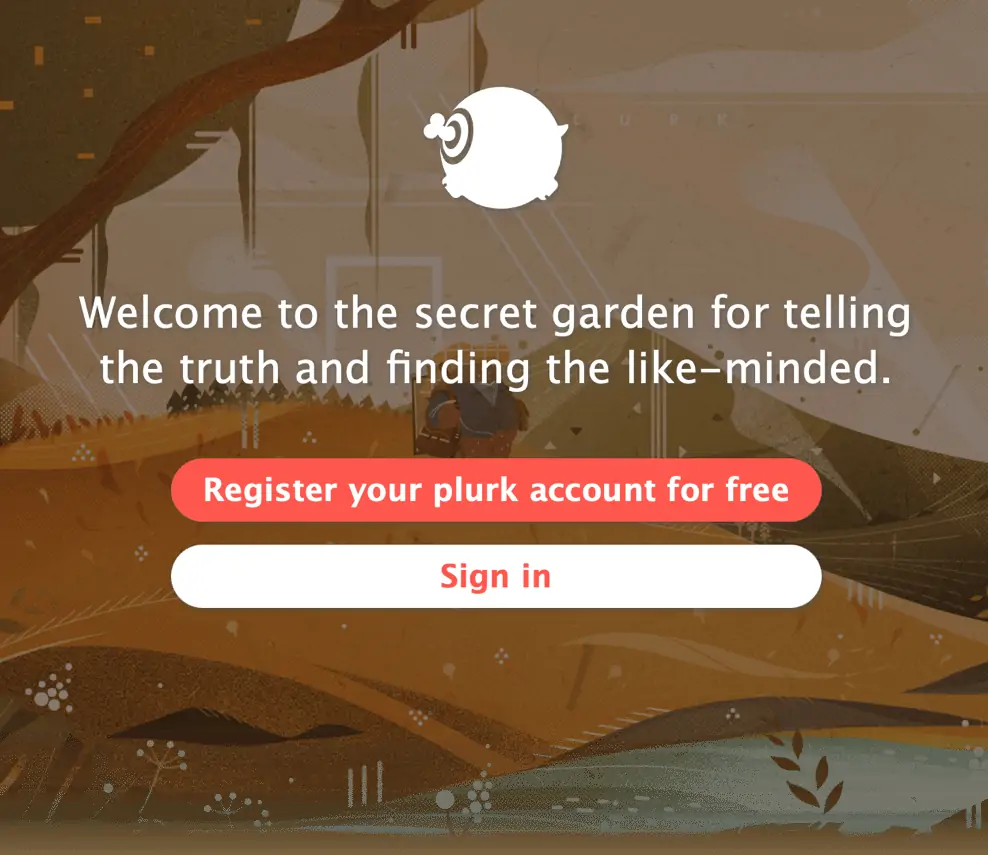 LURK
Welcome to the secret garden for telling
the truth and finding the like-minded.
Register your plurk account for free
Sign in